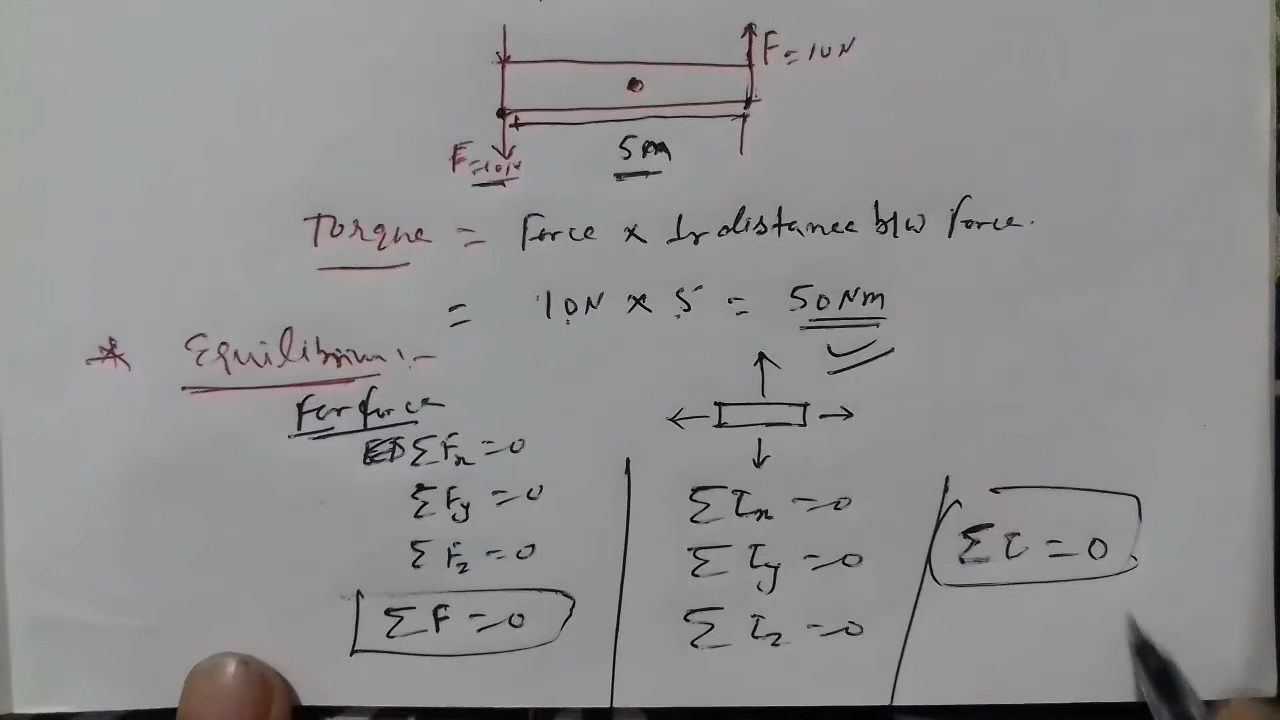 F=10N
F=10N
5m
Torque = Force x Ir distance b/w force.
= 10N x 5 = 50Nm
* Equilibrium:-
For force
ΣFx=0
ΣFy=0
ΣFz=0
ΣF=0
Στx=0
Στy=0
Στz=0
Στ=0